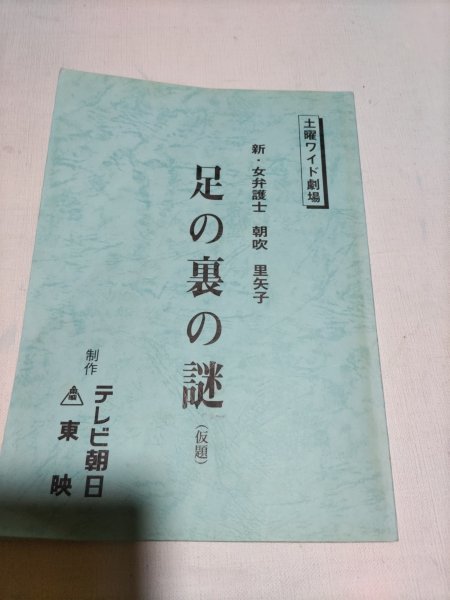 土曜ワイド劇場
新・女弁護士 朝吹 里矢子
足の裏の謎
（仮題）
制作
テレビ朝日
東映